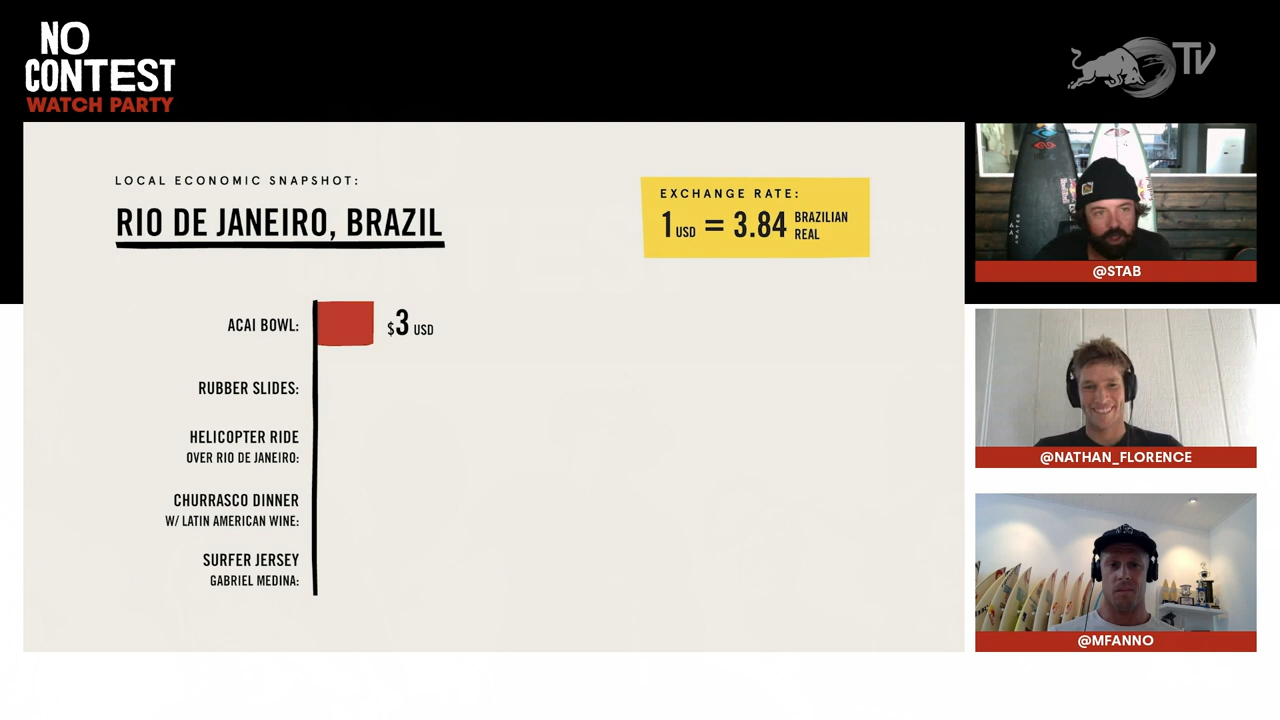 NO
CONTEST
WATCH PARTY
TV
LOCAL ECONOMIC SNAPSHOT:
RIO DE JANEIRO, BRAZIL
EXCHANGE RATE:
1 USD = 3.84 BRAZILIAN
REAL
ACAI BOWL: $3 USD
RUBBER SLIDES:
HELICOPTER RIDE
OVER RIO DE JANEIRO:
CHURRASCO DINNER
W/ LATIN AMERICAN WINE:
SURFER JERSEY
GABRIEL MEDINA:
@STAB
@NATHAN_FLORENCE
@MFANNO